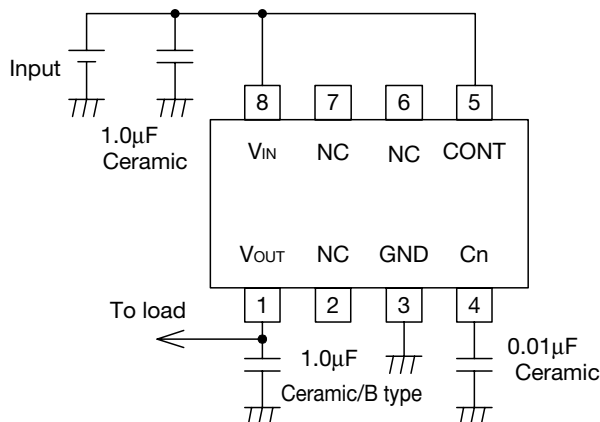 Input
1.0μF
Ceramic
8 7 6 5
VIN NC NC CONT
VOUT NC GND Cn
1 2 3 4
To load
1.0μF
Ceramic/B type
0.01μF
Ceramic